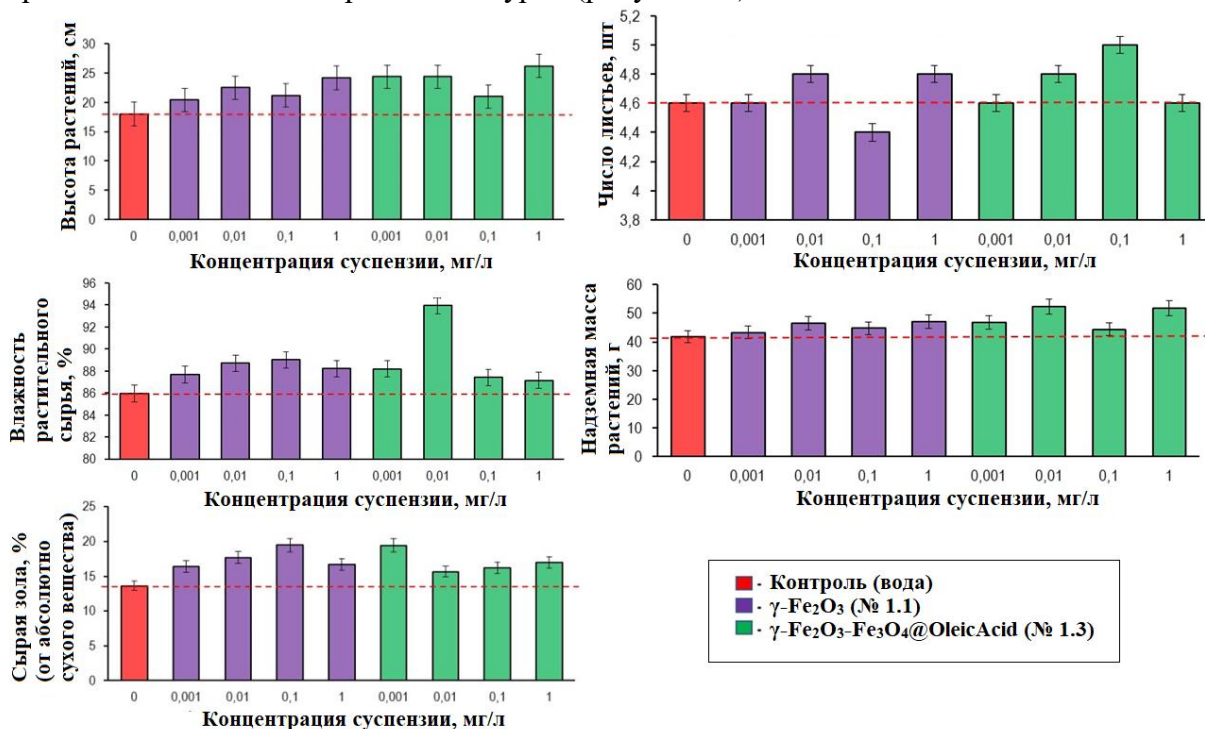 Высота растений, см
30
25
20
15
10
5
0
0 0,001 0,01 0,1 1 0,001 0,01 0,1 1
Концентрация суспензии, мг/л
Число листьев, шт
5,2
5
4,8
4,6
4,4
4,2
4
3,8
0 0,001 0,01 0,1 1 0,001 0,01 0,1 1
Концентрация суспензии, мг/л
Влажность
растительного
сырья, %
96
94
92
90
88
86
84
82
80
0 0,001 0,01 0,1 1 0,001 0,01 0,1 1
Концентрация суспензии, мг/л
Надземная масса
растений, г
60
50
40
30
20
10
0
0 0,001 0,01 0,1 1 0,001 0,01 0,1 1
Концентрация суспензии, мг/л
Сырая зола, %
(от абсолютно
сухого вещества)
25
20
15
10
5
0
0 0,001 0,01 0,1 1 0,001 0,01 0,1 1
Концентрация суспензии, мг/л
- Контроль (вода)
- γ-Fe₂O₃ (№ 1.1)
- γ-Fe₂O₃-Fe₃O₄@OleicAcid (№ 1.3)